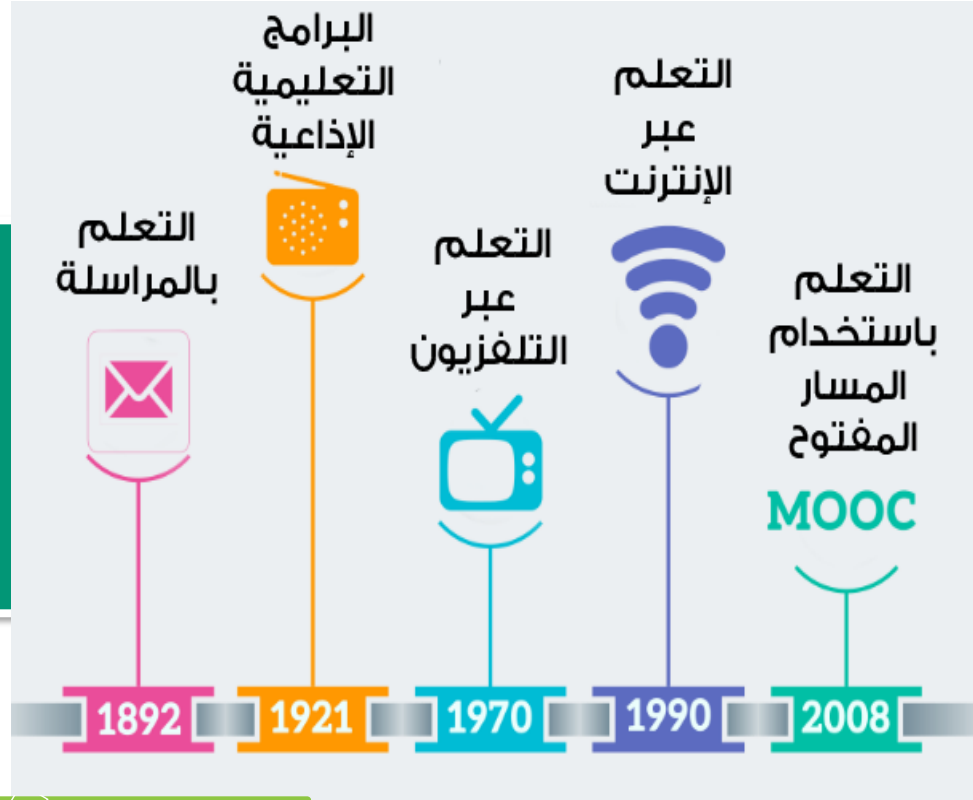 التعلم
بالمراسلة
1892
البرامج
التعليمية
الإذاعية
1921
التعلم
عبر
التلفزيون
1970
التعلم
عبر
الإنترنت
1990
التعلم
باستخدام
المسار
المفتوح
MOOC
2008